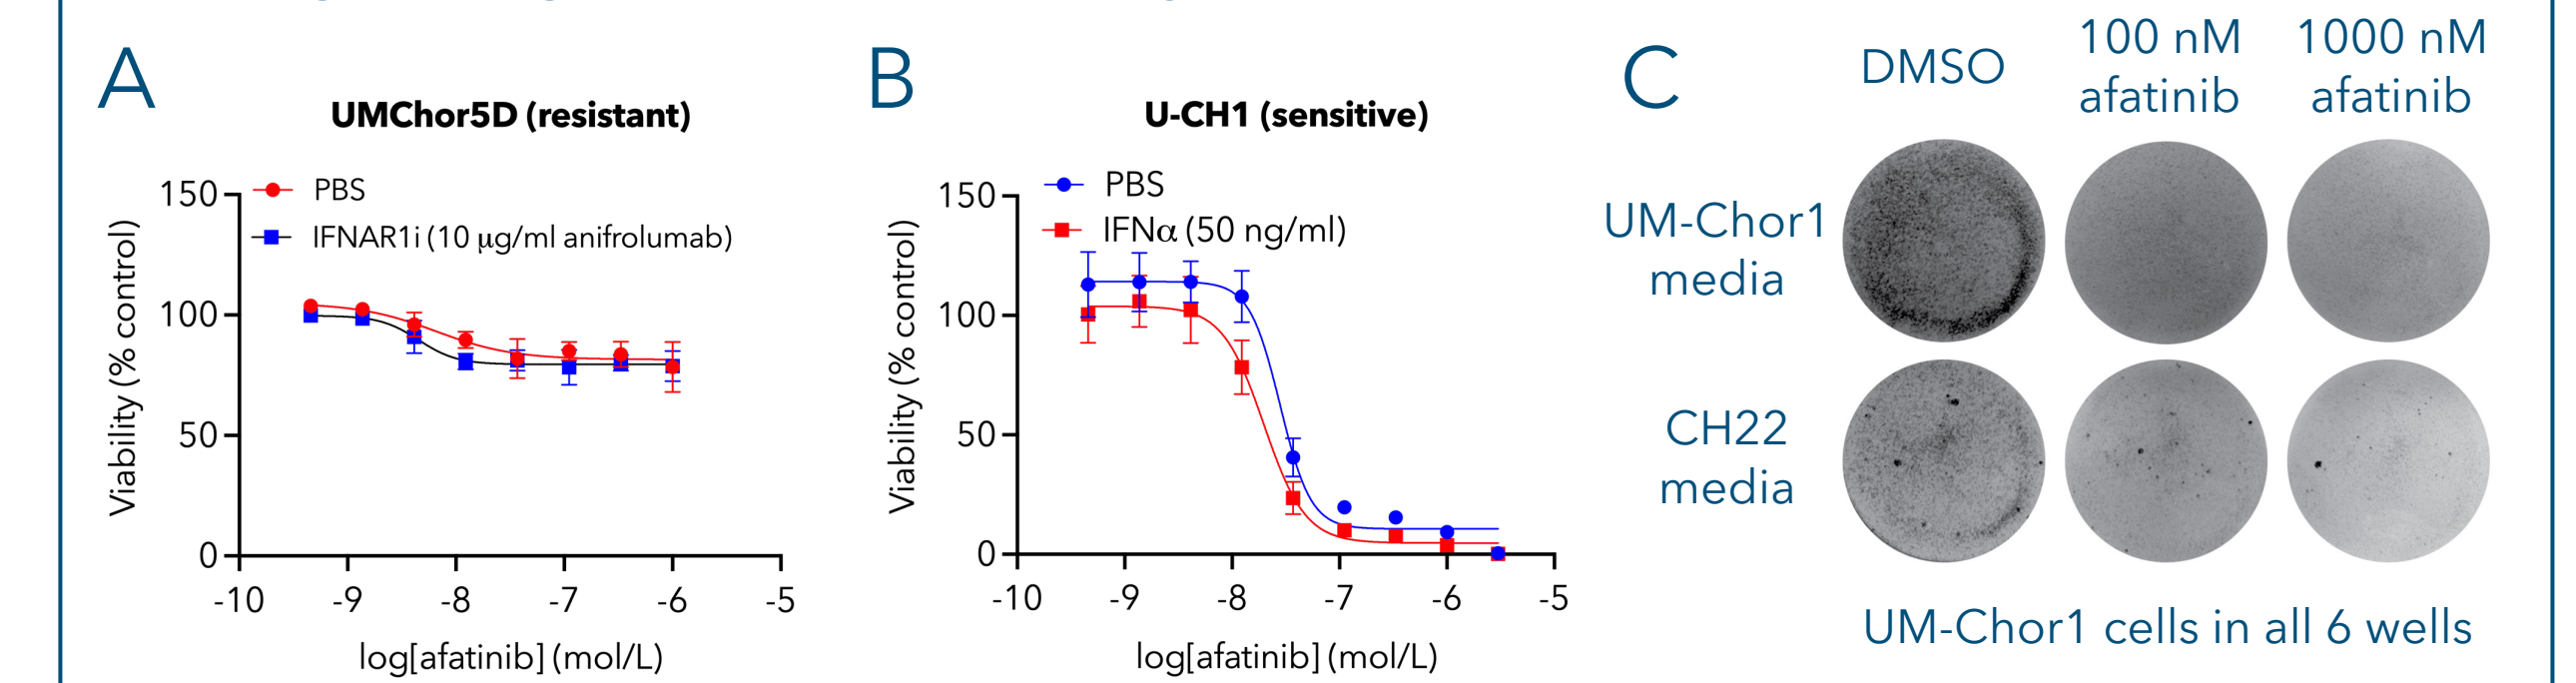 A
UMChor5D (resistant)
150
100
50
0
PBS
IFNAR1i (10 µg/ml anifrolumab)
Viability (% control)
-10 -9 -8 -7 -6 -5
log[afatinib] (mol/L)
B
U-CH1 (sensitive)
150
100
50
0
PBS
IFNα (50 ng/ml)
Viability (% control)
-10 -9 -8 -7 -6 -5
log[afatinib] (mol/L)
C
DMSO
100 nM
afatinib
1000 nM
afatinib
UM-Chor1
media
CH22
media
UM-Chor1 cells in all 6 wells